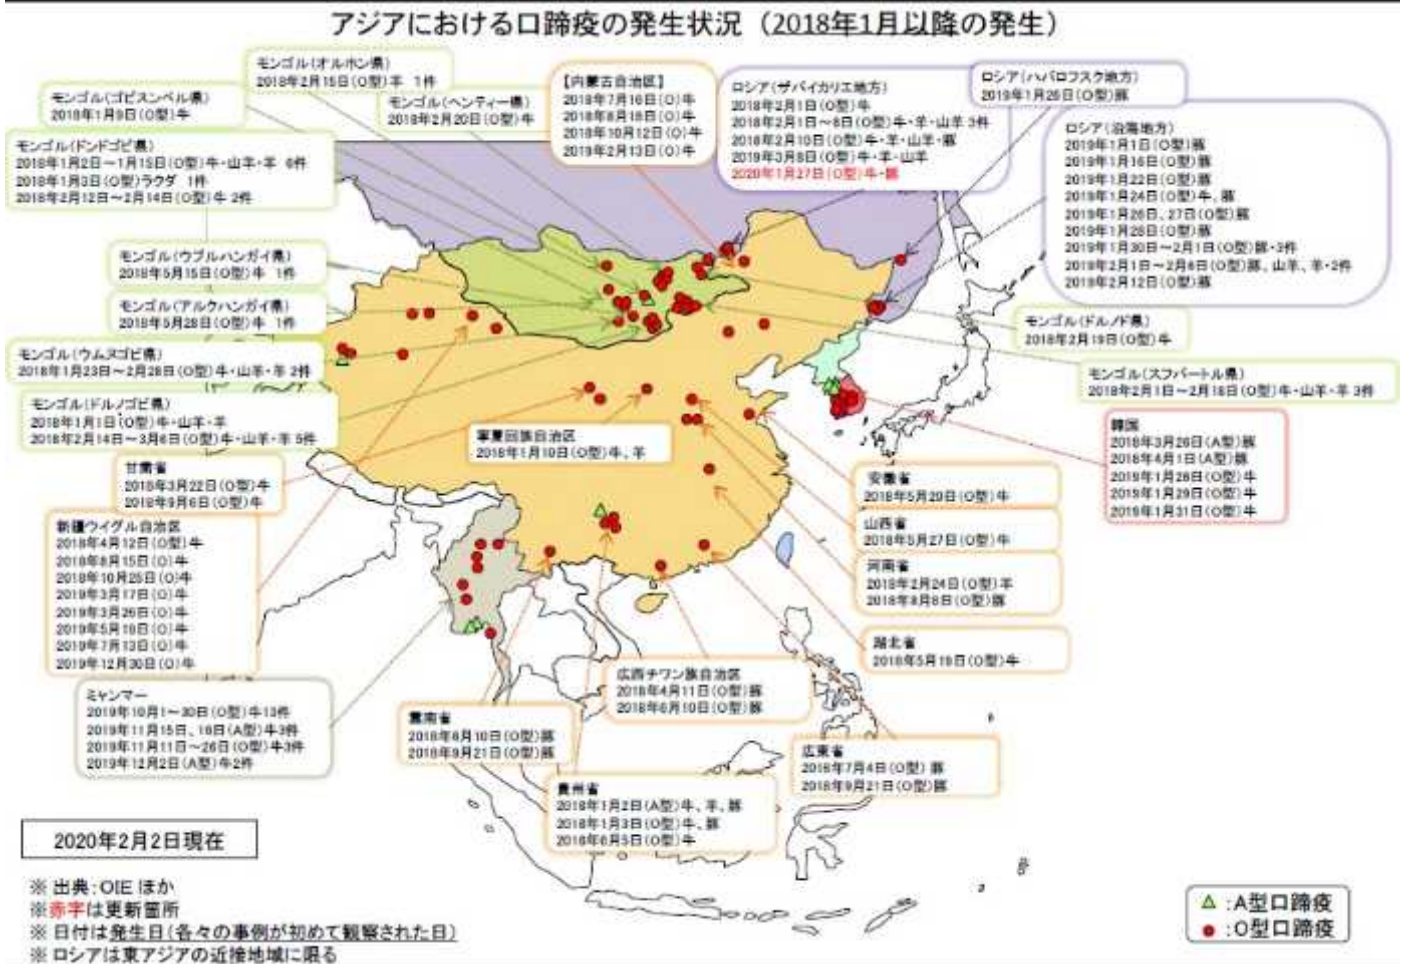 アジアにおける口蹄疫の発生状況（2018年1月以降の発生）
モンゴル(オルホン県)
2018年2月15日(O型)羊 1件
モンゴル(ゴビスンベル県)
2018年1月9日(O型)牛
モンゴル(ヘンティー県)
2018年2月20日(O型)牛
【内蒙古自治区】
2018年7月16日(O)牛
2018年8月18日(O)牛
2018年10月12日(O)牛
2019年2月13日(O)牛
ロシア(ザバイカリエ地方)
2018年2月1日(O型)牛
2018年2月1日～8日(O型)牛・羊・山羊 3件
2018年2月10日(O型)牛・羊・山羊・豚
2019年3月8日(O型)牛・羊・山羊
2020年1月27日(O型)牛・豚
ロシア(ハバロフスク地方)
2019年1月25日(O型)豚
ロシア(沿海地方)
2019年1月1日(O型)豚
2019年1月16日(O型)豚
2019年1月22日(O型)豚
2019年1月24日(O型)牛、豚
2019年1月26日、27日(O型)豚
2019年1月28日(O型)豚
2019年1月30日～2月1日(O型)豚・3件
2018年2月1日～2月6日(O型)豚、山羊、羊・2件
2019年2月12日(O型)豚
モンゴル(ドンドゴビ県)
2018年1月2日～1月15日(O型)牛・山羊・羊 6件
2018年1月3日(O型)ラクダ 1件
2018年2月12日～2月14日(O型)牛 2件
モンゴル(ウブルハンガイ県)
2018年5月15日(O型)牛 1件
モンゴル(アルクハンガイ県)
2018年5月28日(O型)牛 1件
モンゴル(ウムヌゴビ県)
2018年1月23日～2月28日(O型)牛・山羊・羊 2件
モンゴル(ドルノゴビ県)
2018年1月1日(O型)牛・山羊・羊
2018年2月14日～3月6日(O型)牛・山羊・羊 5件
モンゴル(ドルノド県)
2018年2月19日(O型)牛
モンゴル(スフバートル県)
2018年2月1日～2月18日(O型)牛・山羊・羊 3件
韓国
2018年3月26日(A型)豚
2018年4月1日(A型)豚
2019年1月28日(O型)牛
2019年1月29日(O型)牛
2019年1月31日(O型)牛
寧夏回族自治区
2018年1月10日(O型)牛、羊
甘粛省
2018年3月22日(O型)牛
2018年9月6日(O型)牛
新疆ウイグル自治区
2018年4月12日(O型)牛
2018年8月15日(O)牛
2018年10月25日(O)牛
2019年3月17日(O)牛
2019年3月26日(O)牛
2019年5月18日(O)牛
2019年7月13日(O)牛
2019年12月30日(O)牛
安徽省
2018年5月29日(O型)牛
山西省
2018年5月27日(O型)牛
河南省
2018年2月24日(O型)羊
2018年8月8日(O型)豚
湖北省
2018年5月18日(O型)牛
ミャンマー
2019年10月1～30日(O型)牛13件
2019年11月15日、16日(A型)牛3件
2019年11月11日～26日(O型)牛3件
2019年12月2日(A型)牛2件
雲南省
2018年8月10日(O型)豚
2018年9月21日(O型)豚
広西チワン族自治区
2018年4月11日(O型)豚
2018年6月10日(O型)豚
広東省
2018年7月4日(O型) 豚
2018年9月21日(O型)豚
貴州省
2018年1月2日(A型)牛、羊、豚
2018年1月3日(O型)牛、豚
2018年6月5日(O型)牛
2020年2月2日現在
※ 出典：OIE ほか
※赤字は更新箇所
※ 日付は発生日(各々の事例が初めて観察された日)
※ ロシアは東アジアの近接地域に限る
：A型口蹄疫
：O型口蹄疫